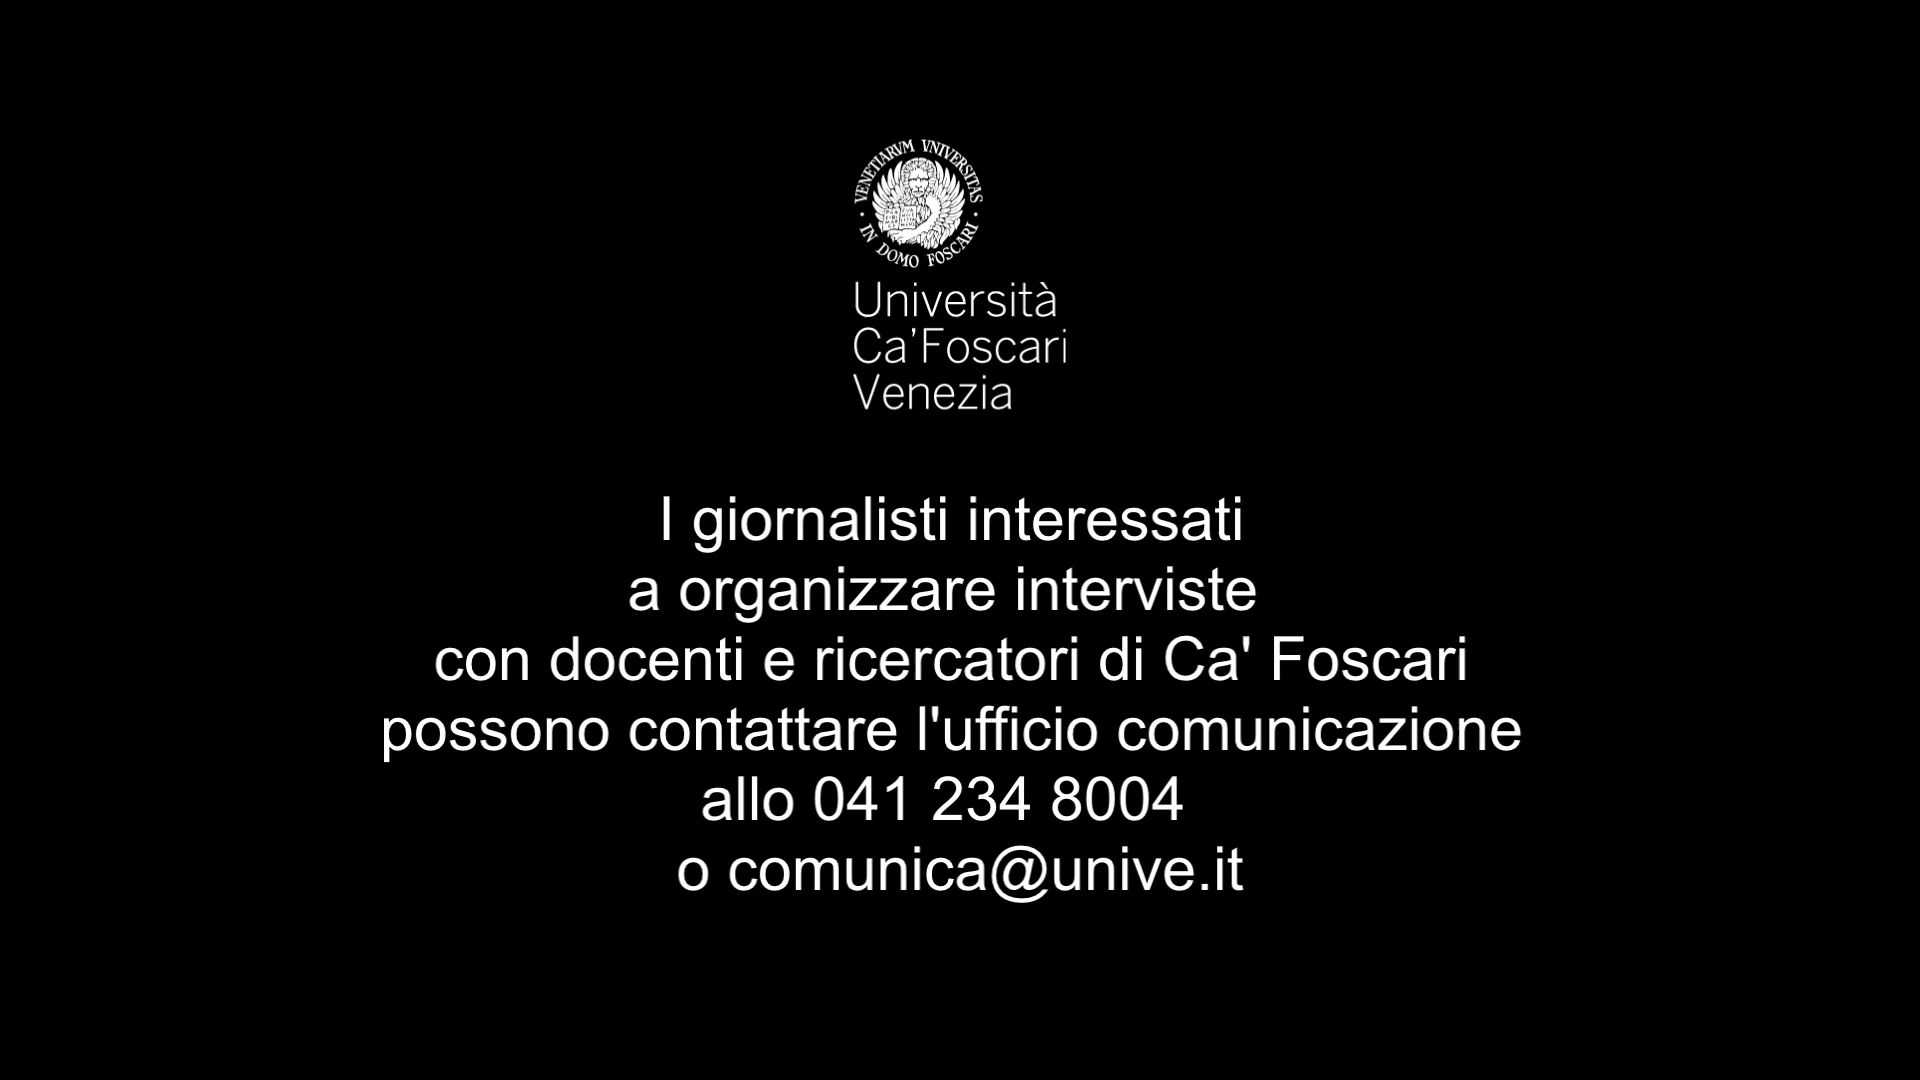 VENETIARVM VNIVERSITAS
IN DOMO FOSCARI
Università
Ca'Foscari
Venezia
I giornalisti interessati
a organizzare interviste
con docenti e ricercatori di Ca' Foscari
possono contattare l'ufficio comunicazione
allo 041 234 8004
o comunica@unive.it